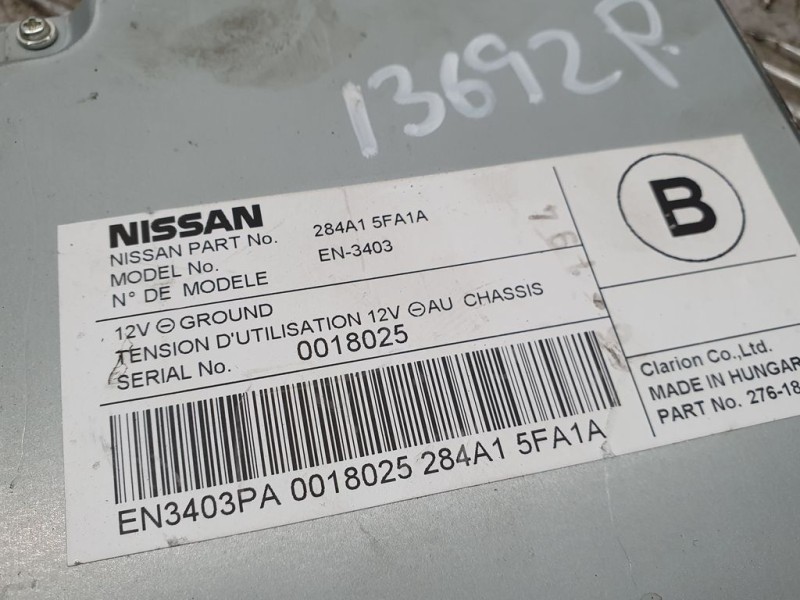 13692P.
NISSAN
NISSAN PART No. 284A1 5FA1A
MODEL No. EN-3403
N° DE MODELE
12V ⊖ GROUND
TENSION D'UTILISATION 12V ⊖ AU CHASSIS
SERIAL No. 0018025
EN3403PA 0018025 284A1 5FA1A
B
Clarion Co.,Ltd.
MADE IN HUNGAR
PART No. 276-18